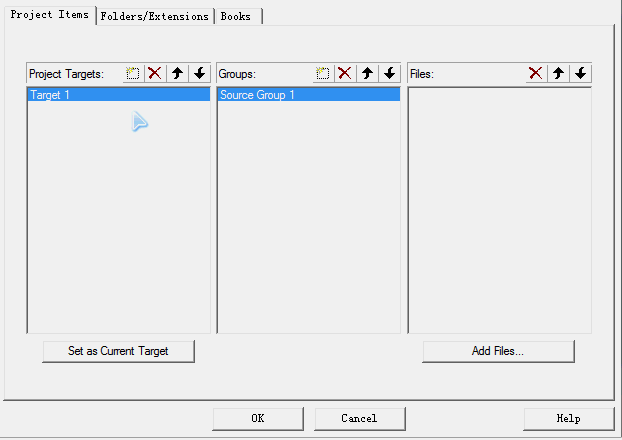 Project Items
Folders/Extensions
Books
Project Targets:
Groups:
Files:
Target 1
Source Group 1
Set as Current Target
Add Files...
OK
Cancel
Help